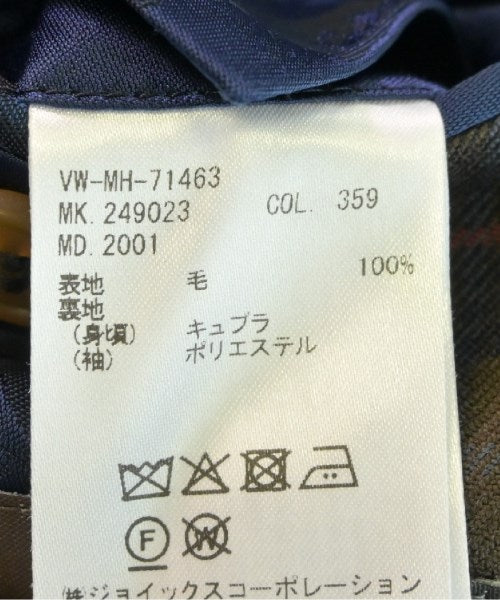 VW-MH-71463
MK. 249023 COL. 359
MD. 2001
表地 毛 100%
裏地
(身頃) キュプラ
(袖) ポリエステル
F W
(株)ジョイックスコーポレーション